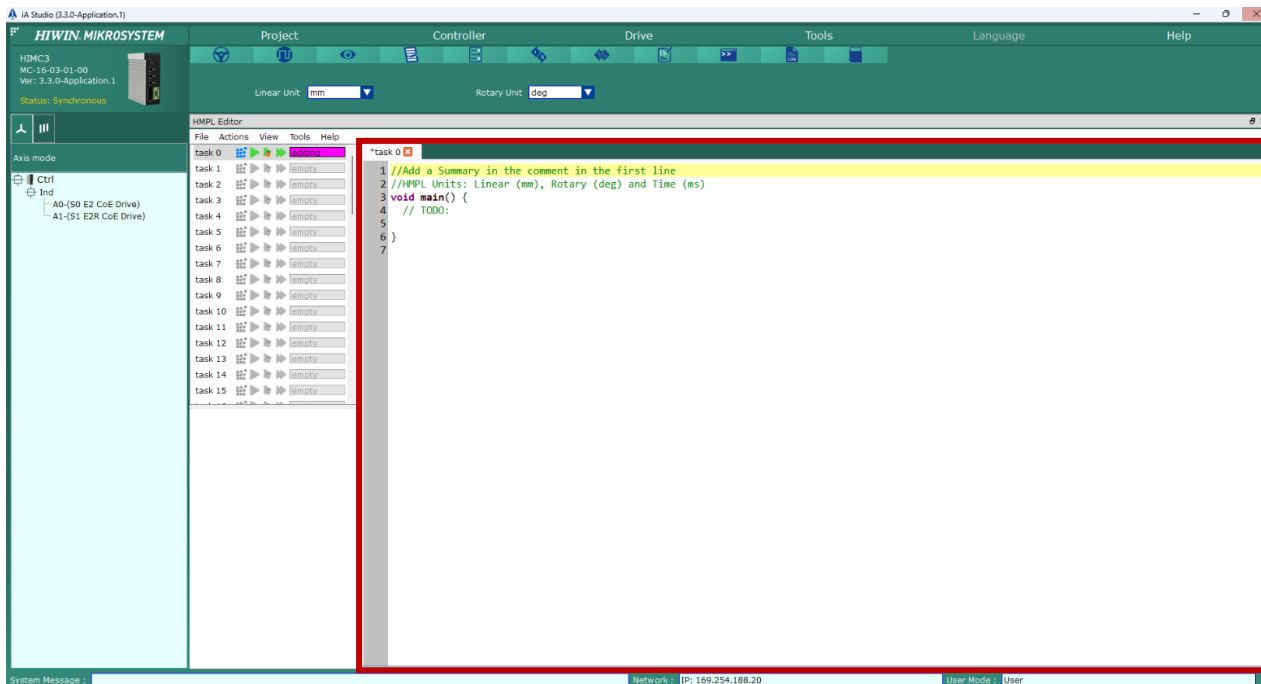 iA Studio (3.3.0-Application.1)
HIWIN. MIKROSYSTEM
Project Controller Drive Tools Language Help
HIMC3
MC-16-03-01-00
Ver: 3.3.0-Application.1
Status: Synchronous
LOG
Linear Unit mm Rotary Unit deg
Axis mode
Ctrl
Ind
A0-(S0 E2 CoE Drive)
A1-(S1 E2R CoE Drive)
HMPL Editor
File Actions View Tools Help
task 0 editing
task 1 empty
task 2 empty
task 3 empty
task 4 empty
task 5 empty
task 6 empty
task 7 empty
task 8 empty
task 9 empty
task 10 empty
task 11 empty
task 12 empty
task 13 empty
task 14 empty
task 15 empty
*task 0
1 //Add a Summary in the comment in the first line
2 //HMPL Units: Linear (mm), Rotary (deg) and Time (ms)
3 void main() {
4 // TODO:
5
6 }
7
System Message : Network : IP: 169.254.188.20 User Mode : User